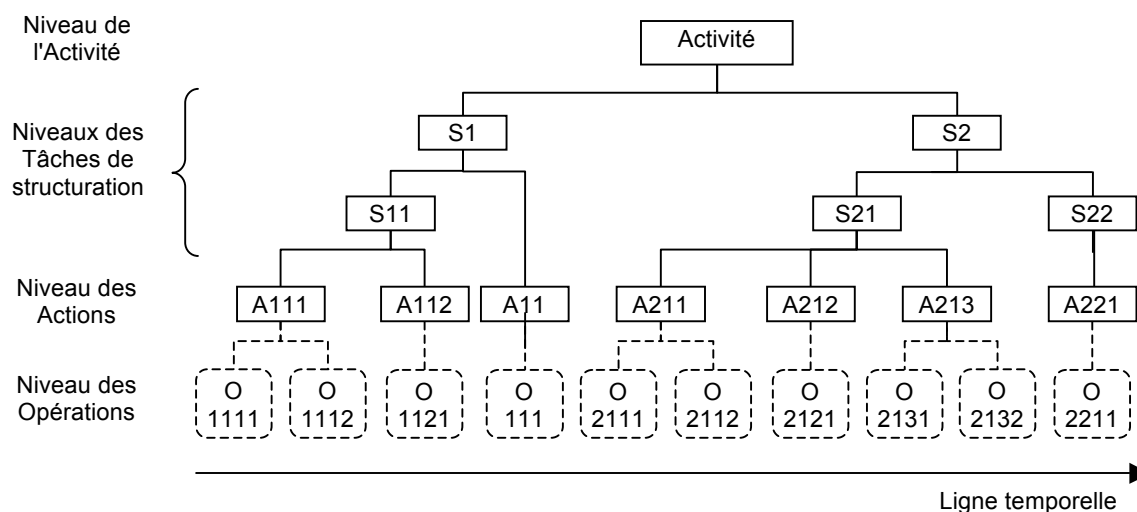 Niveau de
l'Activité
Activité
Niveaux des
Tâches de
structuration
S1
S2
S11
S21
S22
Niveau des
Actions
A111
A112
A11
A211
A212
A213
A221
Niveau des
Opérations
O
1111
O
1112
O
1121
O
111
O
2111
O
2112
O
2121
O
2131
O
2132
O
2211
Ligne temporelle